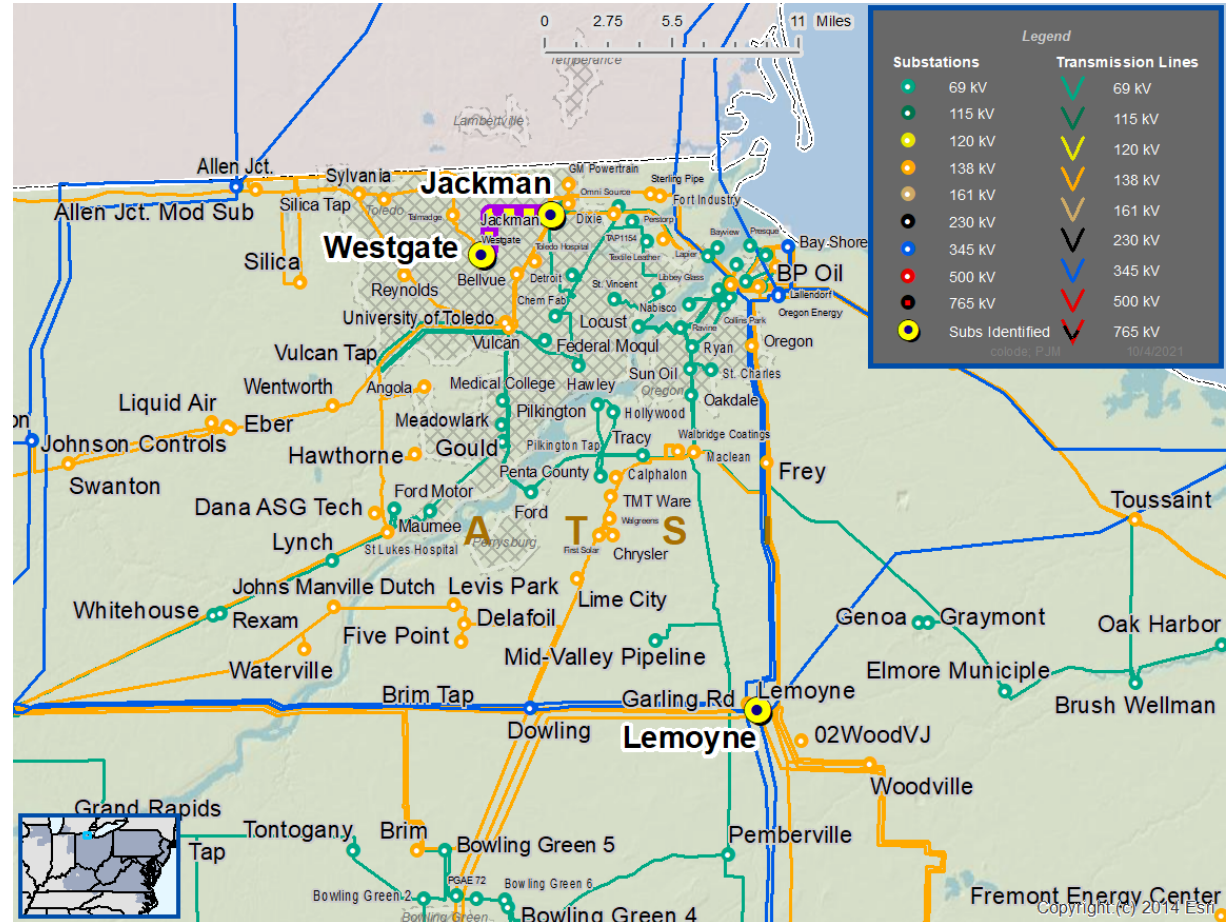 0 2.75 5.5 11 Miles
Legend
Substations Transmission Lines
69 kV 69 kV
115 kV 115 kV
120 kV 120 kV
138 kV 138 kV
161 kV 161 kV
230 kV 230 kV
345 kV 345 kV
500 kV 500 kV
765 kV 765 kV
Subs Identified
colode; PJM 10/4/2021
Temperance
Lambertville
Allen Jct.
Sylvania
Jackman
GM Powertrain
Sterling Pipe
Omni Source
Fort Industry
Allen Jct. Mod Sub
Silica Tap
Toledo
Talmadge
Jackman
Dixie
Perstorp
Westgate
Westgate
Toledo Hospital
TAP1154
Bayview
Presque
Bay Shore
Silica
Textile Leather
Lapier
Bellvue
Detroit
Libbey Glass
BP Oil
Reynolds
St. Vincent
Chem Fab
Nabisco
Lallendorf
Oregon Energy
University of Toledo
Locust
Collins Park
Ravine
Vulcan
Federal Moqul
Ryan
Oregon
Vulcan Tap
Sun Oil
St. Charles
Wentworth
Angola
Medical College
Hawley
Oregon
Oakdale
Liquid Air
Pilkington
Hollywood
on
Johnson Controls
Eber
Meadowlark
Gould
Pilkington Tap
Tracy
Walbridge Coatings
Maclean
Hawthorne
Swanton
Penta County
Calphalon
Frey
Ford Motor
TMT Ware
Toussaint
Dana ASG Tech
Maumee
Ford
Walgreens
A T S
Lynch
St Lukes Hospital
Perrysburg
First Solar
Chrysler
Johns Manville Dutch
Levis Park
Lime City
Whitehouse
Rexam
Delafoil
Genoa
Graymont
Five Point
Oak Harbor
Waterville
Mid-Valley Pipeline
Elmore Municiple
Brim Tap
Garling Rd
Lemoyne
Brush Wellman
Dowling
Lemoyne
02WoodVJ
Woodville
Grand Rapids
Tap
Tontogany
Brim
Bowling Green 5
Pemberville
PGAE 72
Bowling Green 2
Bowling Green 6
Bowling Green
Bowling Green 4
Fremont Energy Center
Copyright:(c) 2014 Esri